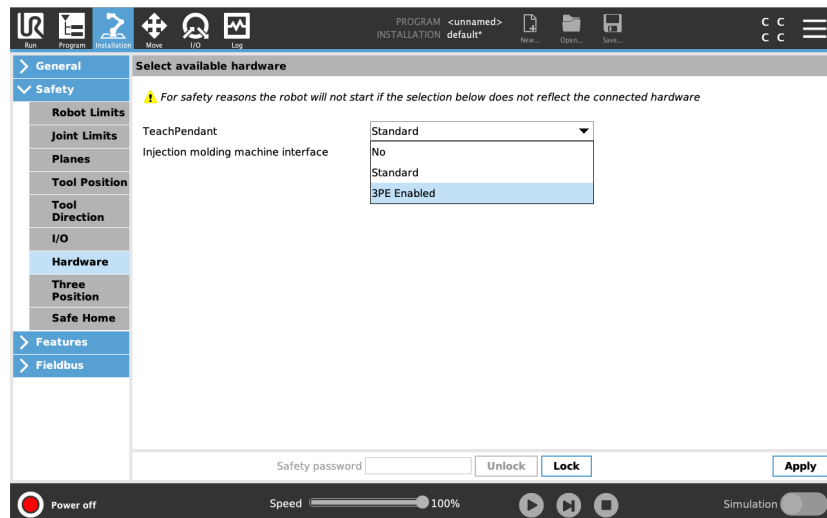 PROGRAM <unnamed>
INSTALLATION default*
Run Program Installation Move I/O Log New... Open... Save...
C C
C C
General
Safety
Robot Limits
Joint Limits
Planes
Tool Position
Tool
Direction
I/O
Hardware
Three
Position
Safe Home
Features
Fieldbus
Select available hardware
For safety reasons the robot will not start if the selection below does not reflect the connected hardware
TeachPendant Standard
Injection molding machine interface No
Standard
3PE Enabled
Safety password Unlock Lock Apply
Power off Speed 100% Simulation